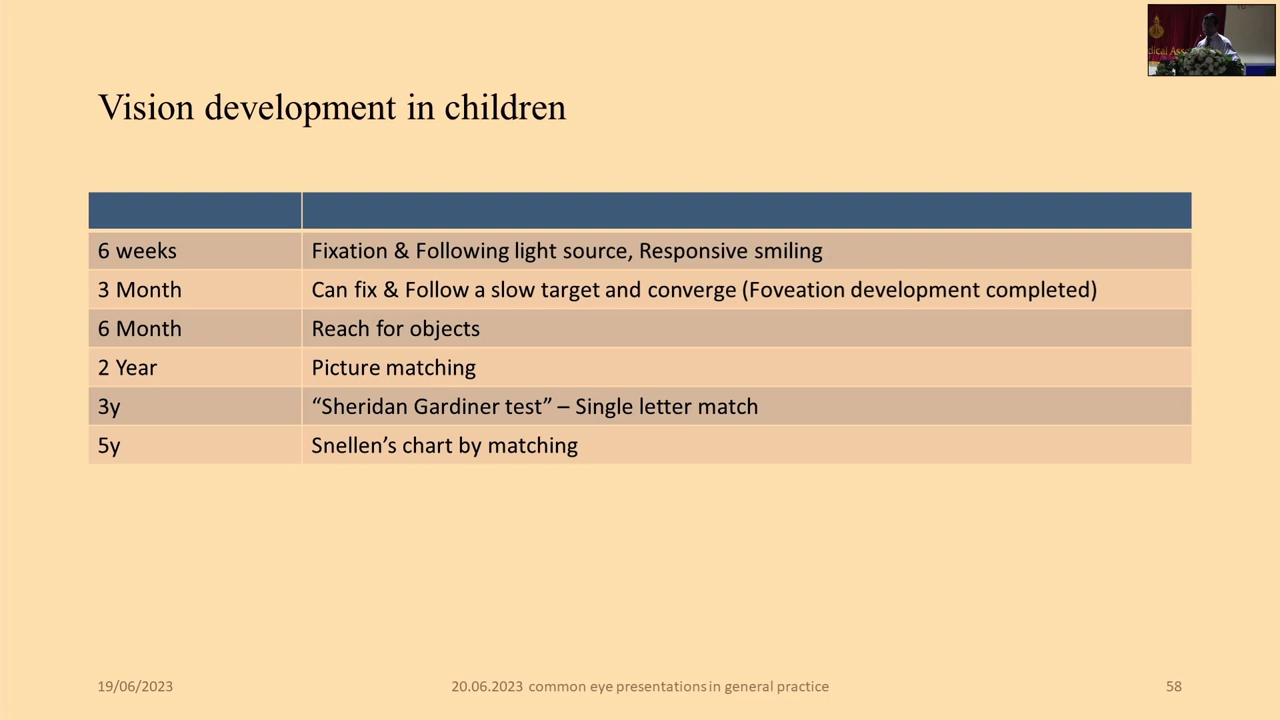 dical Ass
Vision development in children
6 weeks Fixation & Following light source, Responsive smiling
3 Month Can fix & Follow a slow target and converge (Foveation development completed)
6 Month Reach for objects
2 Year Picture matching
3y “Sheridan Gardiner test” – Single letter match
5y Snellen’s chart by matching
19/06/2023 20.06.2023 common eye presentations in general practice 58